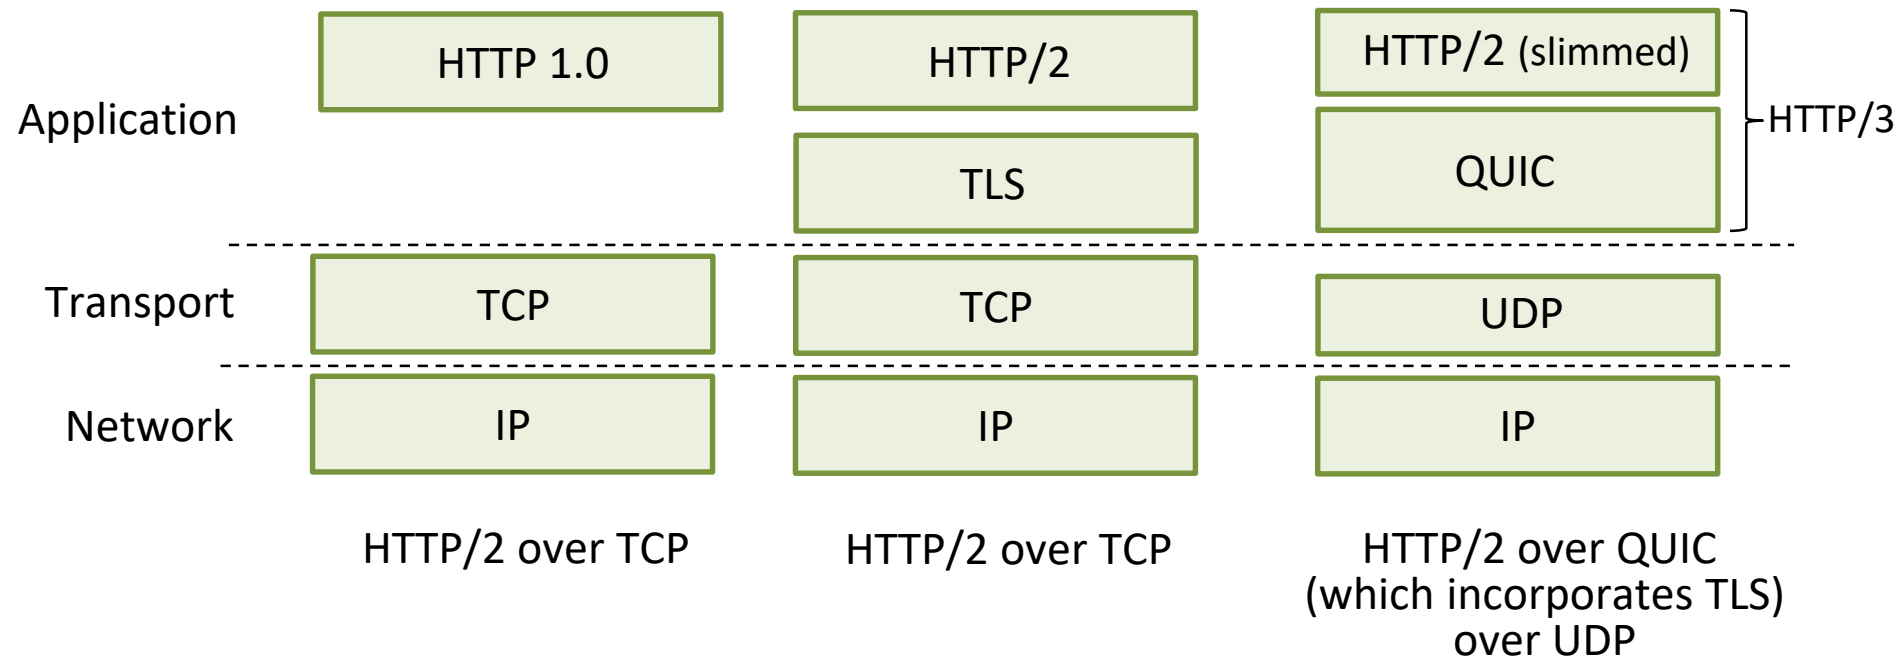 HTTP 1.0
HTTP/2
HTTP/2 (slimmed)
Application
HTTP/3
TLS
QUIC
Transport
TCP
TCP
UDP
Network
IP
IP
IP
HTTP/2 over TCP
HTTP/2 over TCP
HTTP/2 over QUIC
(which incorporates TLS)
over UDP